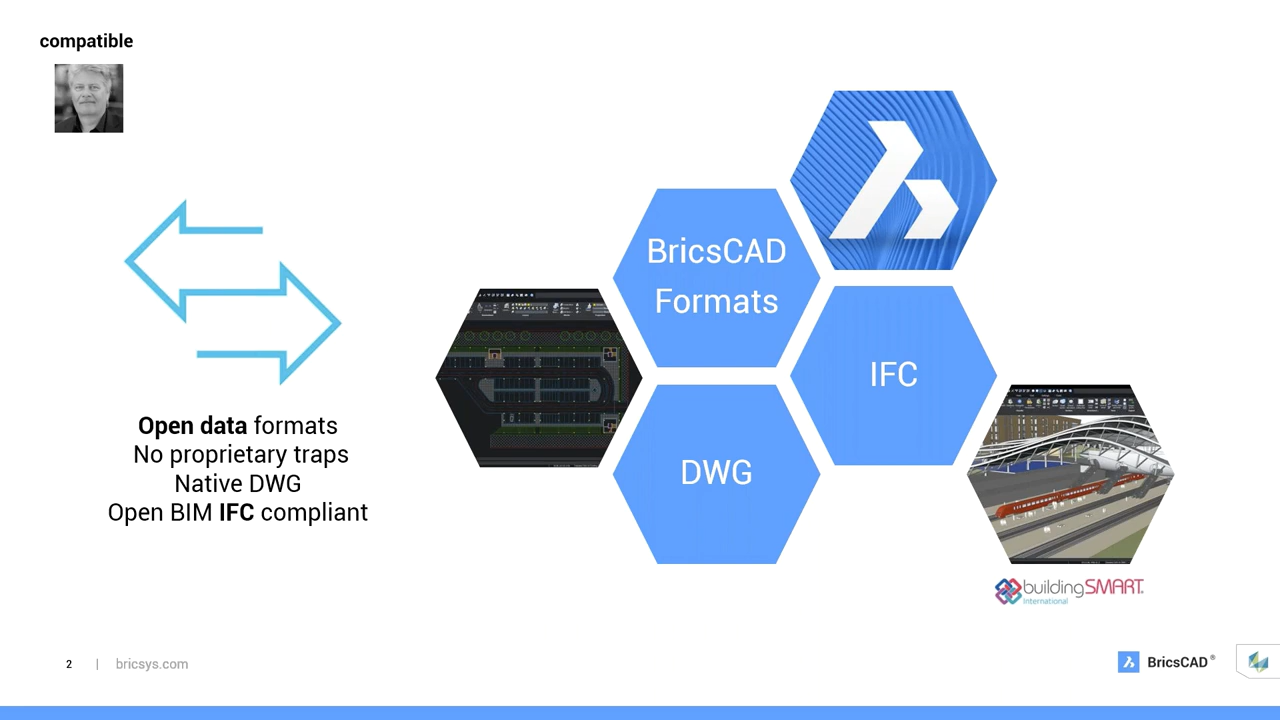 compatible
BricsCAD
Formats
IFC
DWG
Open data formats
No proprietary traps
Native DWG
Open BIM IFC compliant
buildingSMART®
International
2 | bricsys.com
BricsCAD®